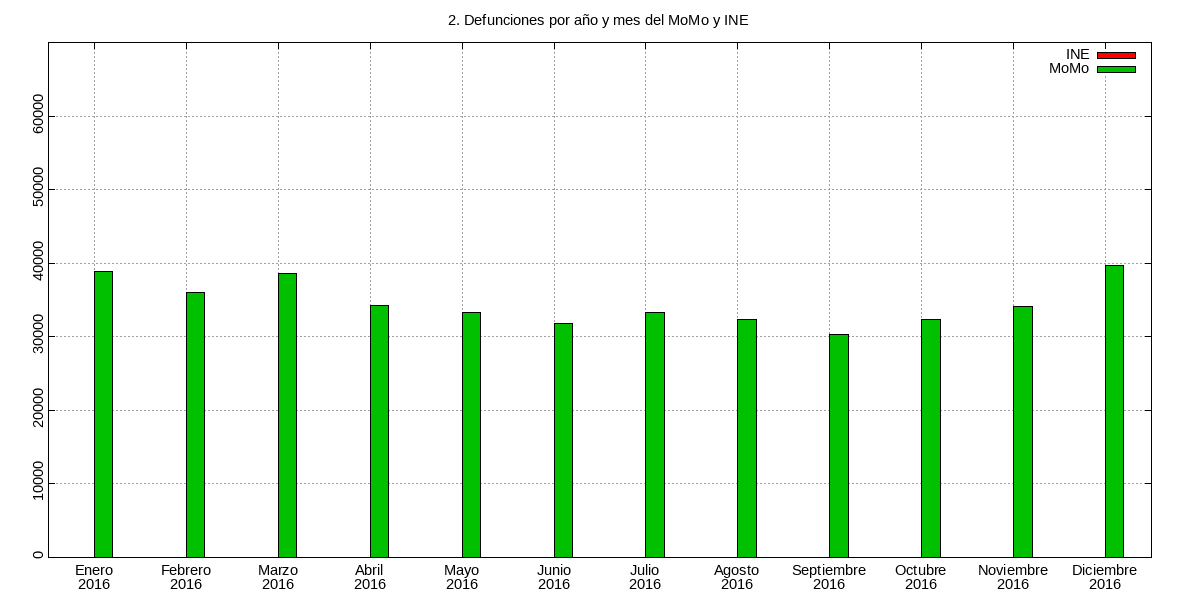 2. Defunciones por año y mes del MoMo y INE
INE
MoMo
60000
50000
40000
30000
20000
10000
0
Enero Febrero Marzo Abril Mayo Junio Julio Agosto Septiembre Octubre Noviembre Diciembre
2016 2016 2016 2016 2016 2016 2016 2016 2016 2016 2016 2016